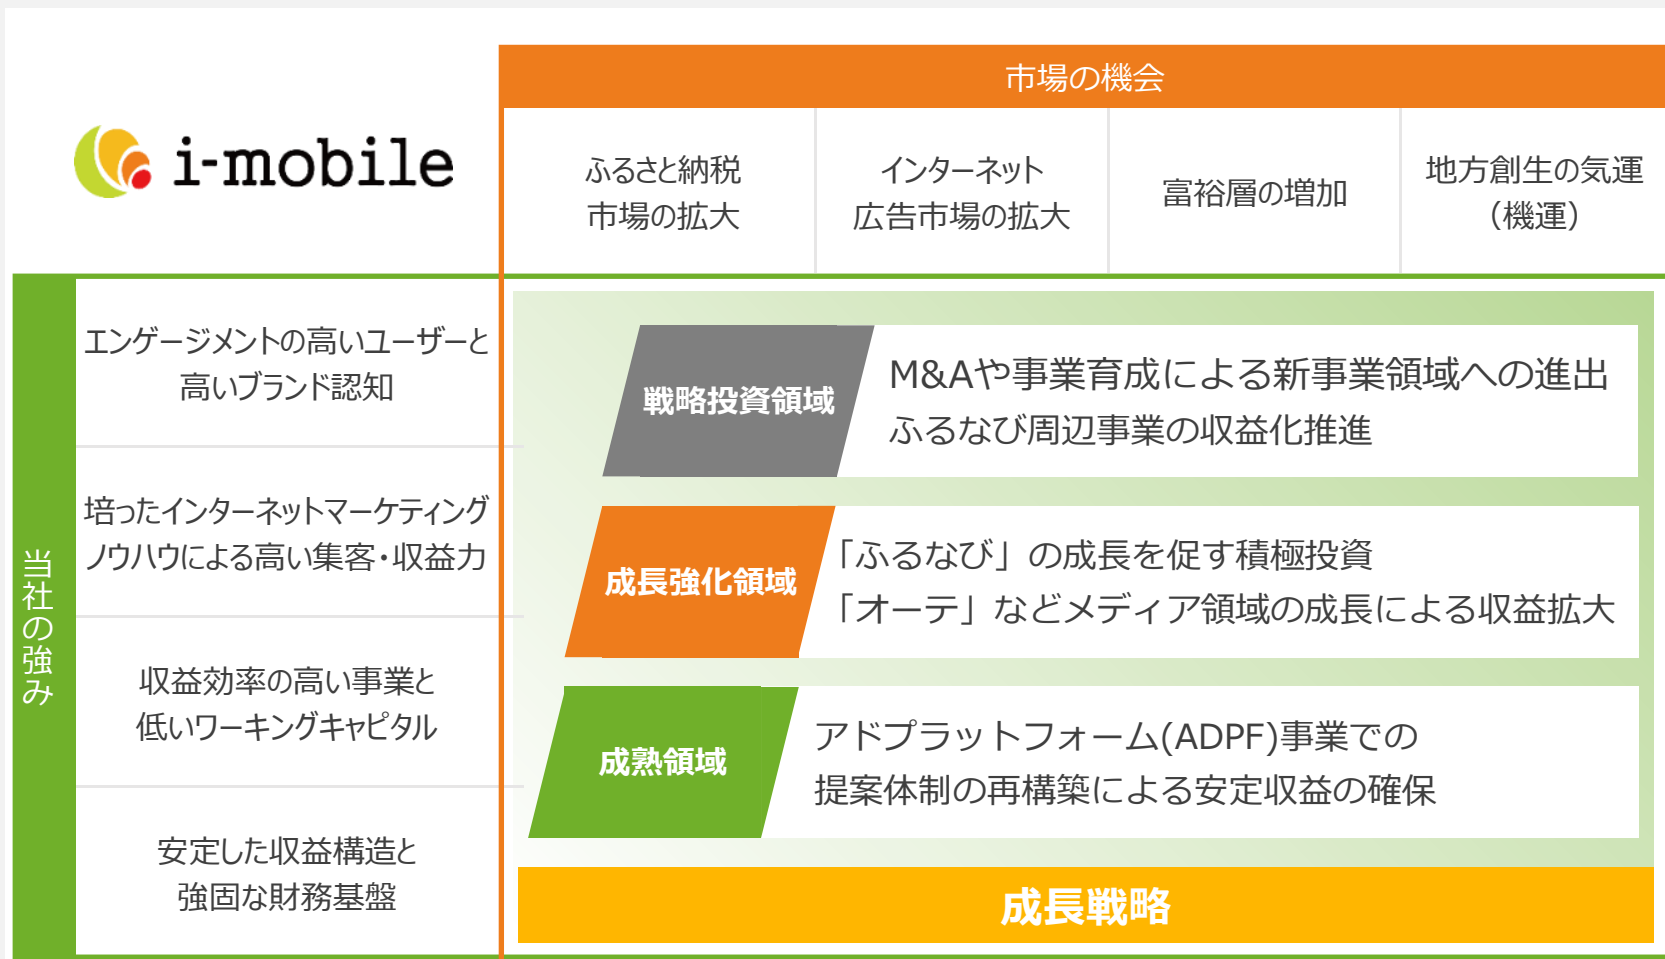 i-mobile
市場の機会
ふるさと納税
市場の拡大
インターネット
広告市場の拡大
富裕層の増加
地方創生の気運
（機運）
当社の強み
エンゲージメントの高いユーザーと
高いブランド認知
培ったインターネットマーケティング
ノウハウによる高い集客・収益力
収益効率の高い事業と
低いワーキングキャピタル
安定した収益構造と
強固な財務基盤
戦略投資領域
M&Aや事業育成による新事業領域への進出
ふるなび周辺事業の収益化推進
成長強化領域
「ふるなび」の成長を促す積極投資
「オーテ」などメディア領域の成長による収益拡大
成熟領域
アドプラットフォーム(ADPF)事業での
提案体制の再構築による安定収益の確保
成長戦略